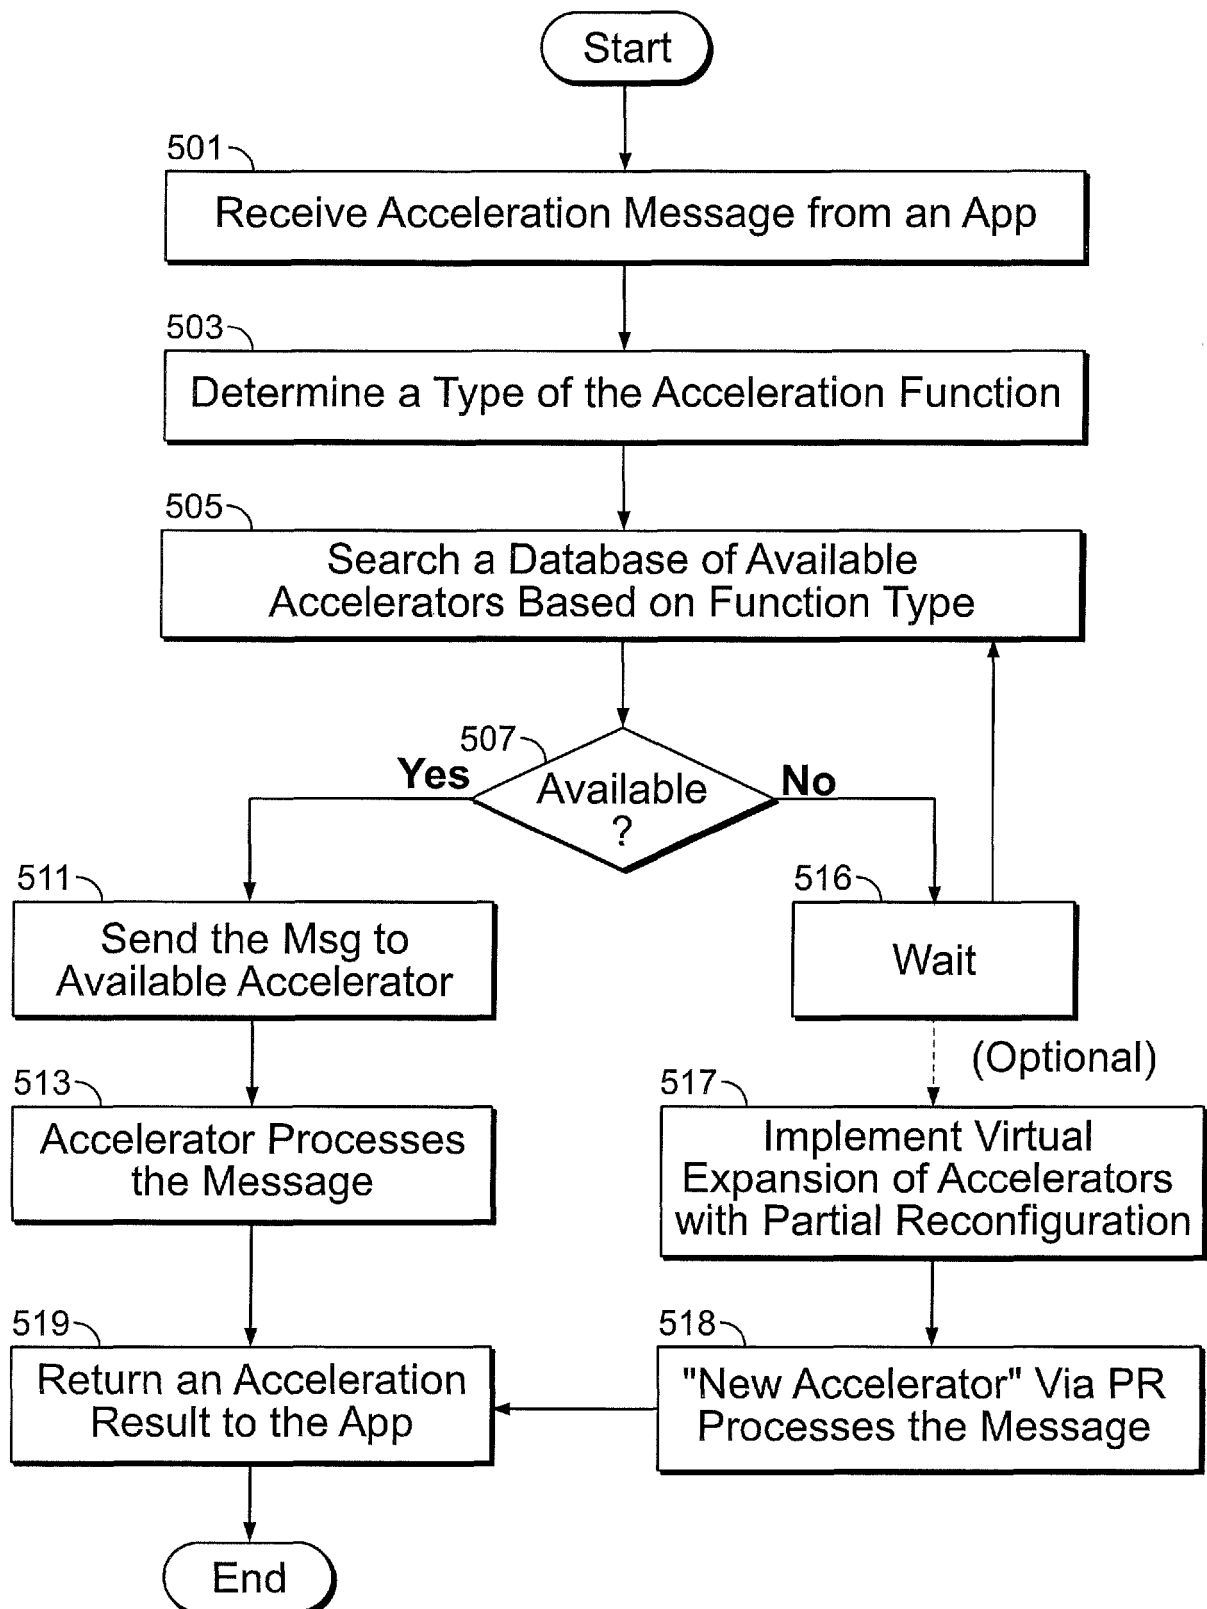 Start
501
Receive Acceleration Message from an App
503
Determine a Type of the Acceleration Function
505
Search a Database of Available
Accelerators Based on Function Type
507
Yes
Available
?
No
511
Send the Msg to
Available Accelerator
516
Wait
(Optional)
513
Accelerator Processes
the Message
517
Implement Virtual
Expansion of Accelerators
with Partial Reconfiguration
519
Return an Acceleration
Result to the App
518
"New Accelerator" Via PR
Processes the Message
End